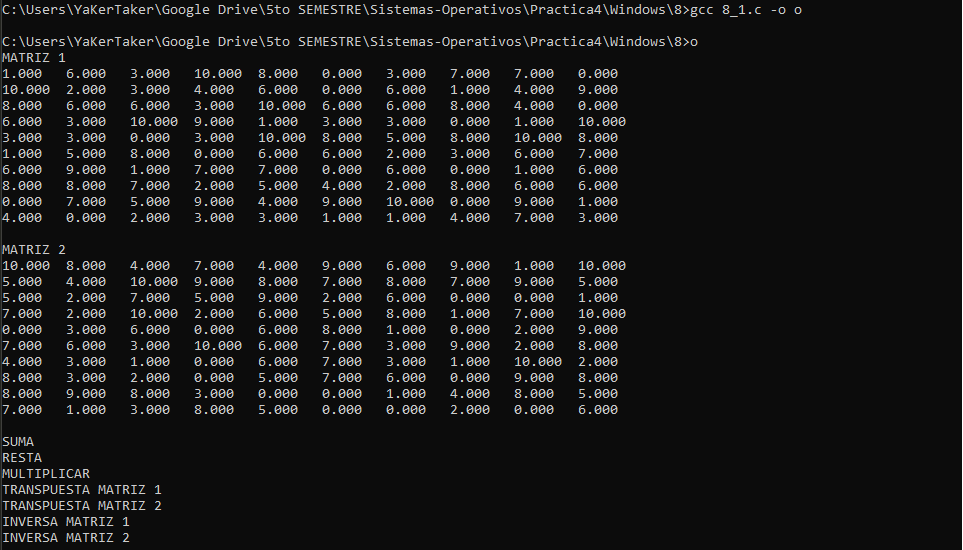 C:\Users\YaKerTaker\Google Drive\5to SEMESTRE\Sistemas-Operativos\Practica4\Windows\8>gcc 8_1.c -o o
C:\Users\YaKerTaker\Google Drive\5to SEMESTRE\Sistemas-Operativos\Practica4\Windows\8>o
MATRIZ 1
1.000 6.000 3.000 10.000 8.000 0.000 3.000 7.000 7.000 0.000
10.000 2.000 3.000 4.000 6.000 0.000 6.000 1.000 4.000 9.000
8.000 6.000 6.000 3.000 10.000 6.000 6.000 8.000 4.000 0.000
6.000 3.000 10.000 9.000 1.000 3.000 3.000 0.000 1.000 10.000
3.000 3.000 0.000 3.000 10.000 8.000 5.000 8.000 10.000 8.000
1.000 5.000 8.000 0.000 6.000 6.000 2.000 3.000 6.000 7.000
6.000 9.000 1.000 7.000 7.000 0.000 6.000 0.000 1.000 6.000
8.000 8.000 7.000 2.000 5.000 4.000 2.000 8.000 6.000 6.000
0.000 7.000 5.000 9.000 4.000 9.000 10.000 0.000 9.000 1.000
4.000 0.000 2.000 3.000 3.000 1.000 1.000 4.000 7.000 3.000
MATRIZ 2
10.000 8.000 4.000 7.000 4.000 9.000 6.000 9.000 1.000 10.000
5.000 4.000 10.000 9.000 8.000 7.000 8.000 7.000 9.000 5.000
5.000 2.000 7.000 5.000 9.000 2.000 6.000 0.000 0.000 1.000
7.000 2.000 10.000 2.000 6.000 5.000 8.000 1.000 7.000 10.000
0.000 3.000 6.000 0.000 6.000 8.000 1.000 0.000 2.000 9.000
7.000 6.000 3.000 10.000 6.000 7.000 3.000 9.000 2.000 8.000
4.000 3.000 1.000 0.000 6.000 7.000 3.000 1.000 10.000 2.000
8.000 3.000 2.000 0.000 5.000 7.000 6.000 0.000 9.000 8.000
8.000 9.000 8.000 3.000 0.000 0.000 1.000 4.000 8.000 5.000
7.000 1.000 3.000 8.000 5.000 0.000 0.000 2.000 0.000 6.000
SUMA
RESTA
MULTIPLICAR
TRANSPUESTA MATRIZ 1
TRANSPUESTA MATRIZ 2
INVERSA MATRIZ 1
INVERSA MATRIZ 2